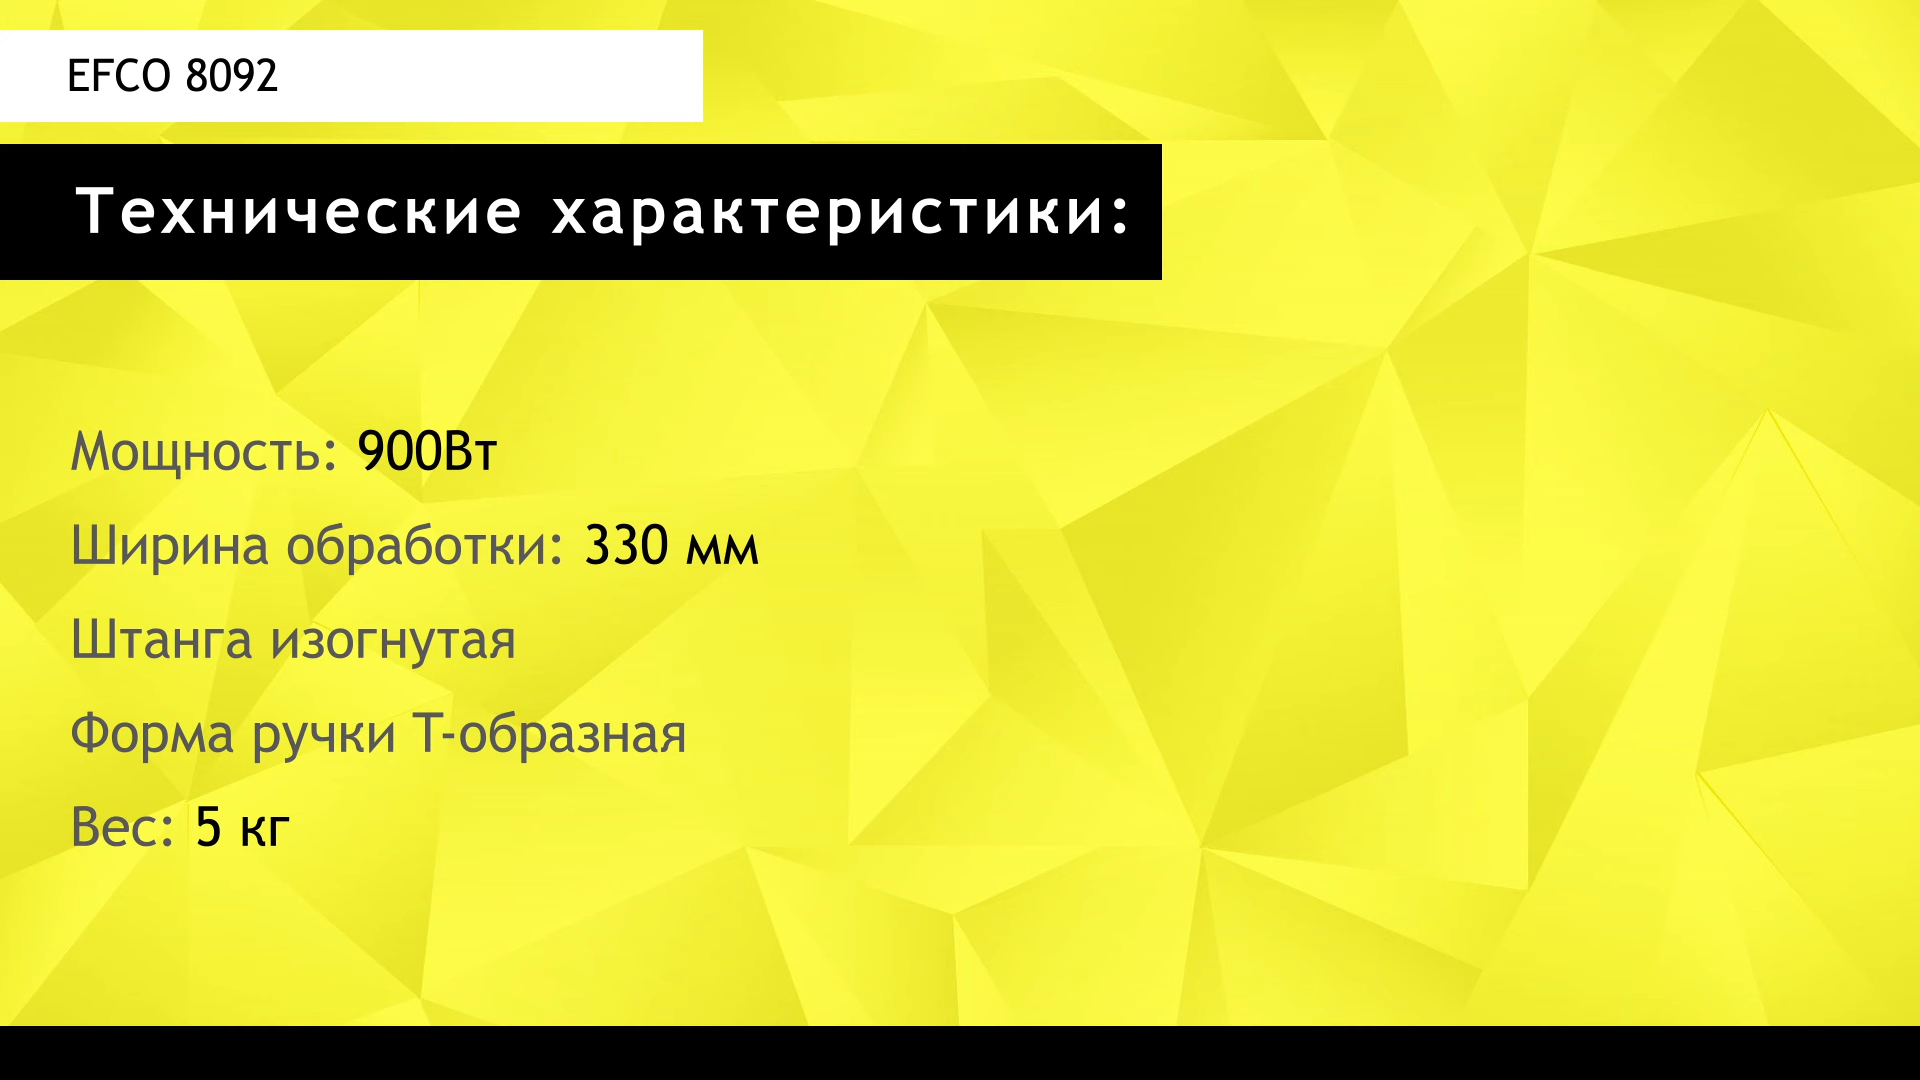 EFCO 8092
Технические характеристики:
Мощность: 900Вт
Ширина обработки: 330 мм
Штанга изогнутая
Форма ручки Т-образная
Вес: 5 кг